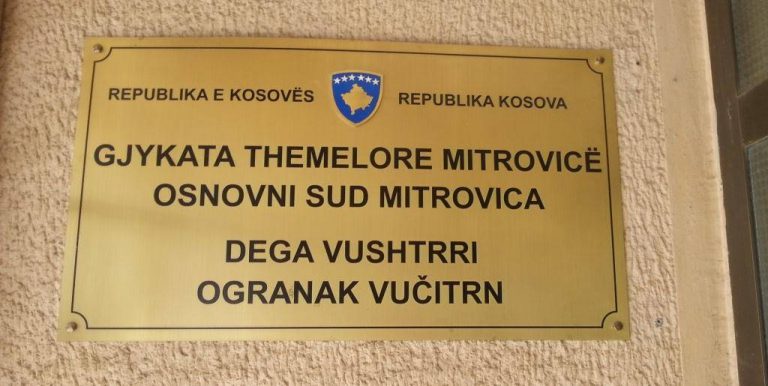 REPUBLIKA E KOSOVËS REPUBLIKA KOSOVA
GJYKATA THEMELORE MITROVICË
OSNOVNI SUD MITROVICA
DEGA VUSHTRRI
OGRANAK VUČITRN